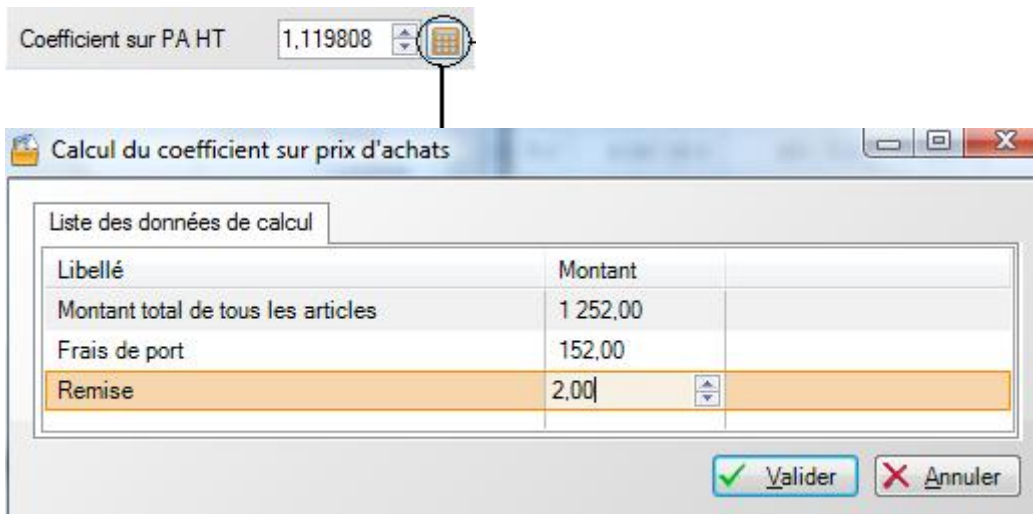 Coefficient sur PA HT 1,119808
Calcul du coefficient sur prix d'achats
Liste des données de calcul
Libellé Montant
Montant total de tous les articles 1 252,00
Frais de port 152,00
Remise 2,00
Valider Annuler